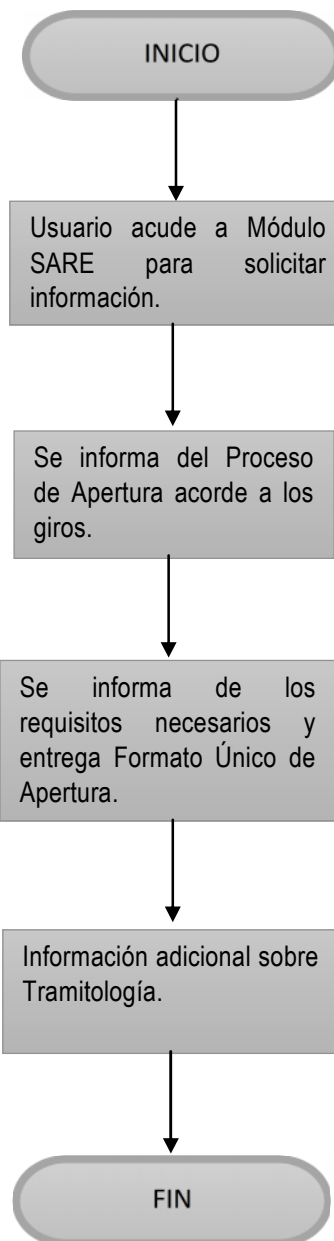 INICIO
Usuario acude a Módulo
SARE para solicitar
información.
Se informa del Proceso
de Apertura acorde a los
giros.
Se informa de los
requisitos necesarios y
entrega Formato Único de
Apertura.
Información adicional sobre
Tramitología.
FIN